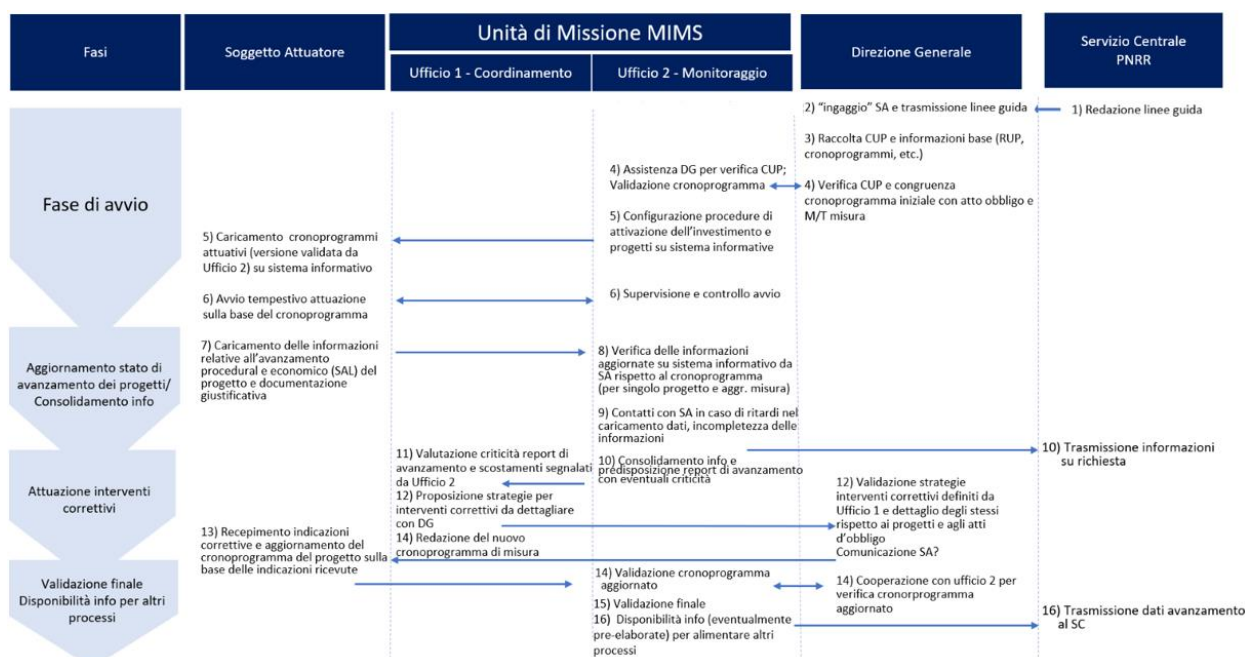 Fasi
Soggetto Attuatore
Unità di Missione MIMS
Ufficio 1 - Coordinamento
Ufficio 2 - Monitoraggio
Direzione Generale
Servizio Centrale
PNRR
Fase di avvio
2) "ingaggio" SA e trasmissione linee guida
1) Redazione linee guida
3) Raccolta CUP e informazioni base (RUP,
cronoprogrammi, etc.)
4) Assistenza DG per verifica CUP;
Validazione cronoprogramma
4) Verifica CUP e congruenza
cronoprogramma iniziale con atto obbligo e
M/T misura
5) Configurazione procedure di
attivazione dell'investimento e
progetti su sistema informative
5) Caricamento cronoprogrammi
attuativi (versione validata da
Ufficio 2) su sistema informativo
6) Avvio tempestivo attuazione
sulla base del cronoprogramma
6) Supervisione e controllo avvio
Aggiornamento stato di
avanzamento dei progetti/
Consolidamento info
7) Caricamento delle informazioni
relative all'avanzamento
procedural e economico (SAL) del
progetto e documentazione
giustificativa
8) Verifica delle informazioni
aggiornate su sistema informativo da
SA rispetto al cronoprogramma
(per singolo progetto e aggr. misura)
9) Contatti con SA in caso di ritardi nel
caricamento dati, incompletezza delle
informazioni
10) Consolidamento info e
predisposizione report di avanzamento
con eventuali criticità
10) Trasmissione informazioni
su richiesta
Attuazione interventi
correttivi
11) Valutazione criticità report di
avanzamento e scostamenti segnalati
da Ufficio 2
12) Proposizione strategie per
interventi correttivi da dettagliare
con DG
14) Redazione del nuovo
cronoprogramma di misura
12) Validazione strategie
interventi correttivi definiti da
Ufficio 1 e dettaglio degli stessi
rispetto ai progetti e agli atti
d'obbligo
Comunicazione SA?
13) Recepimento indicazioni
correttive e aggiornamento del
cronoprogramma del progetto sulla
base delle indicazioni ricevute
Validazione finale
Disponibilità info per altri
processi
14) Validazione cronoprogramma
aggiornato
14) Cooperazione con ufficio 2 per
verifica cronorprogramma
aggiornato
15) Validazione finale
16) Disponibilità info (eventualmente
pre-elaborate) per alimentare altri
processi
16) Trasmissione dati avanzamento
al SC